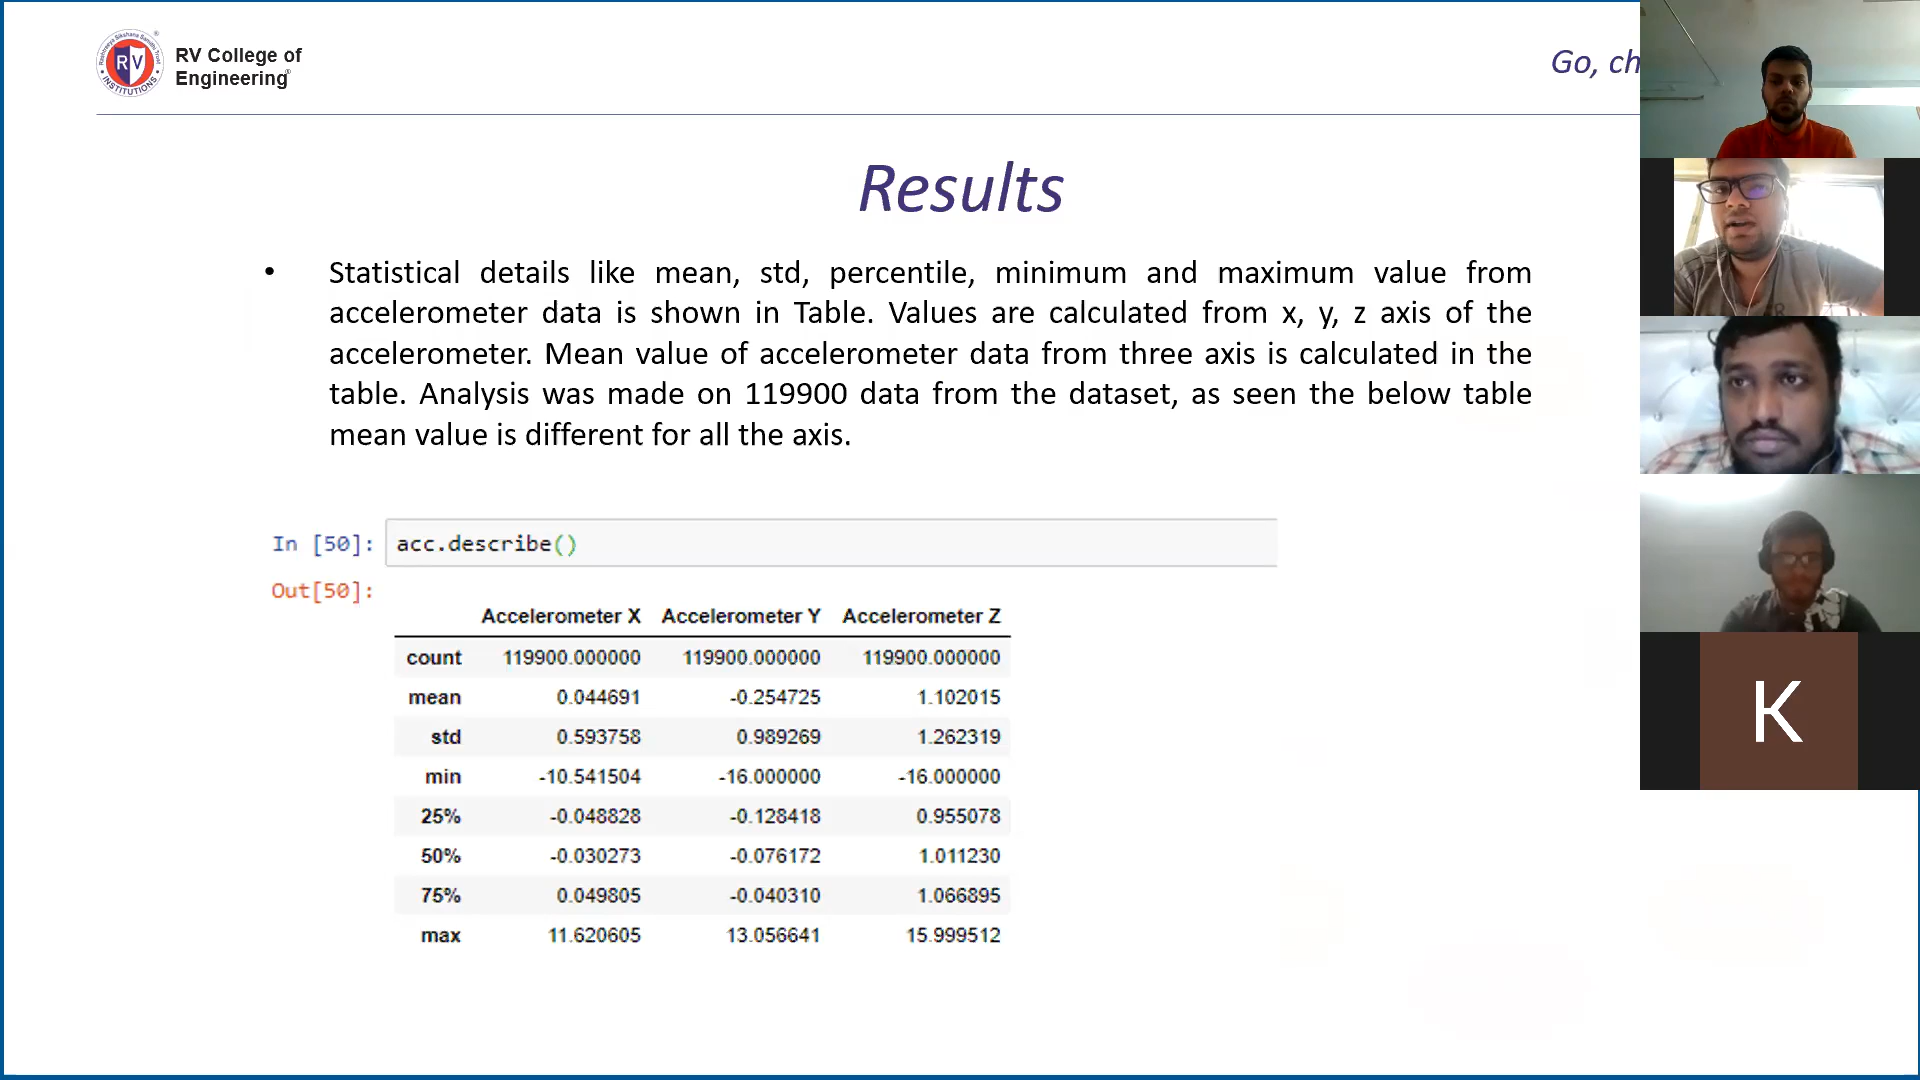 RV College of
Engineering®
Go, ch
Results
• Statistical details like mean, std, percentile, minimum and maximum value from
accelerometer data is shown in Table. Values are calculated from x, y, z axis of the
accelerometer. Mean value of accelerometer data from three axis is calculated in the
table. Analysis was made on 119900 data from the dataset, as seen the below table
mean value is different for all the axis.
In [50]: acc.describe()
Out[50]:
Accelerometer X Accelerometer Y Accelerometer Z
count 119900.000000 119900.000000 119900.000000
mean 0.044691 -0.254725 1.102015
std 0.593758 0.989269 1.262319
min -10.541504 -16.000000 -16.000000
25% -0.048828 -0.128418 0.955078
50% -0.030273 -0.076172 1.011230
75% 0.049805 -0.040310 1.066895
max 11.620605 13.056641 15.999512
RV
INSTITUTIONS
K